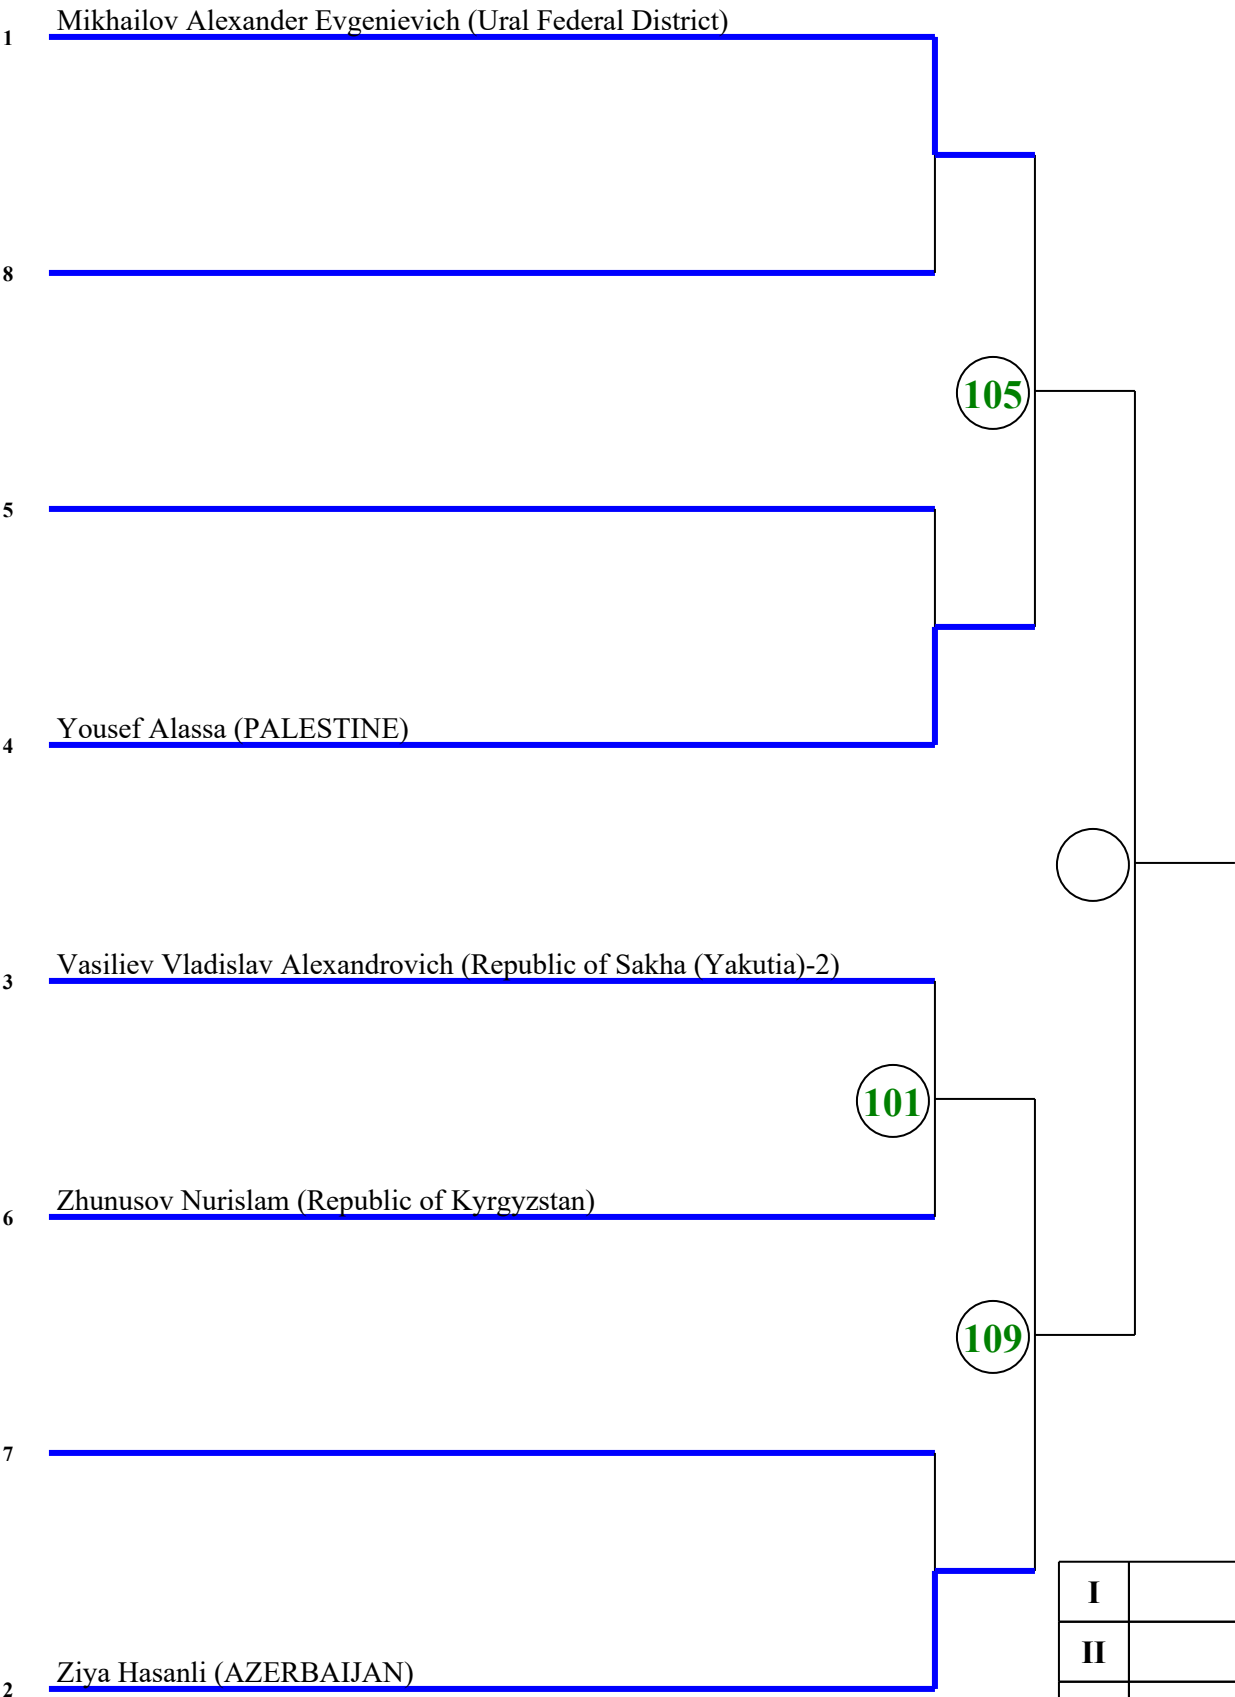 Mikhailov Alexander Evgenievich (Ural Federal District)
1
8
105
5
Yousef Alassa (PALESTINE)
4
Vasiliev Vladislav Alexandrovich (Republic of Sakha (Yakutia)-2)
3
101
Zhunusov Nurislam (Republic of Kyrgyzstan)
6
109
7
I
II
Ziya Hasanli (AZERBAIJAN)
2